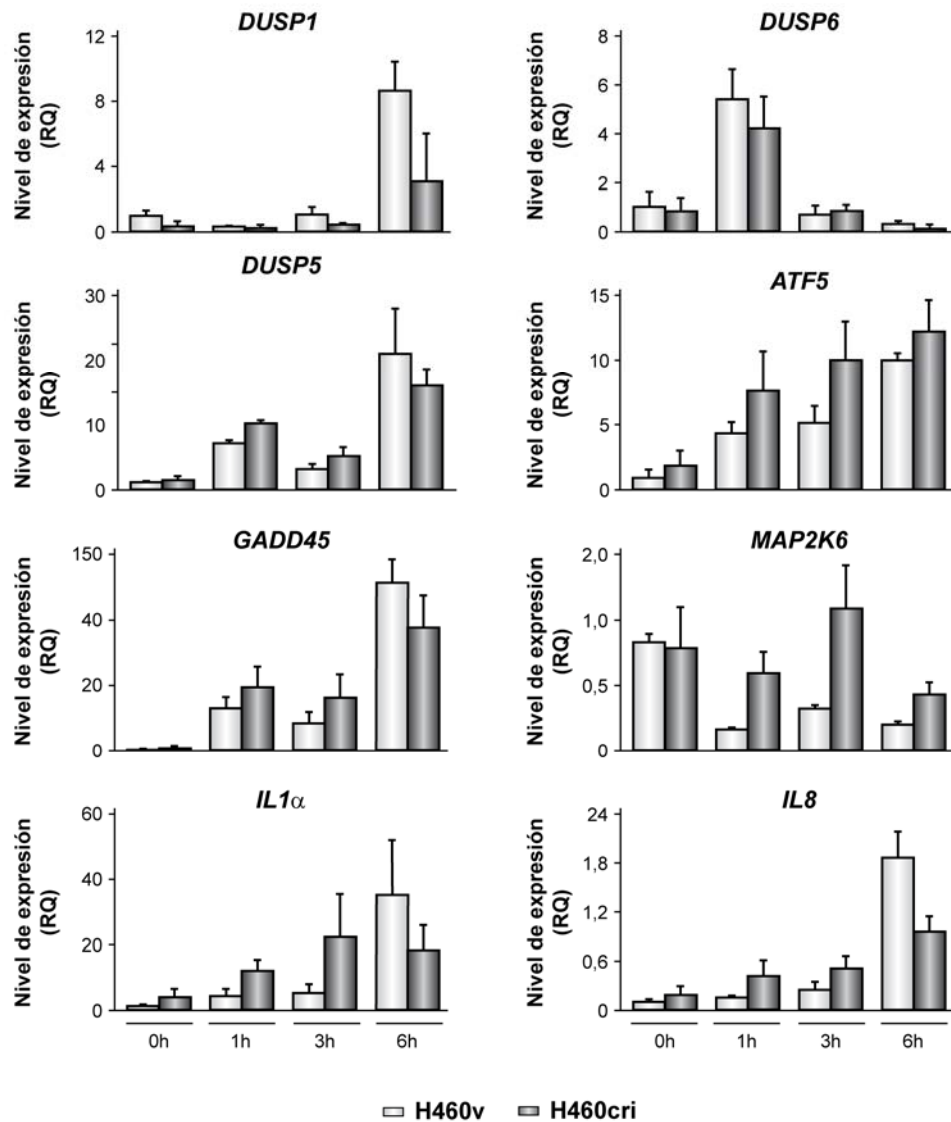 DUSP1
Nivel de expresión
(RQ)
12
8
4
0
DUSP6
Nivel de expresión
(RQ)
8
6
4
2
0
DUSP5
Nivel de expresión
(RQ)
30
20
10
0
ATF5
Nivel de expresión
(RQ)
15
10
5
0
GADD45
Nivel de expresión
(RQ)
150
40
20
0
MAP2K6
Nivel de expresión
(RQ)
2,0
1,0
0,5
0
IL1α
Nivel de expresión
(RQ)
60
40
20
0
0h 1h 3h 6h
IL8
Nivel de expresión
(RQ)
24
1,8
1,2
0,6
0
0h 1h 3h 6h
H460v H460cri